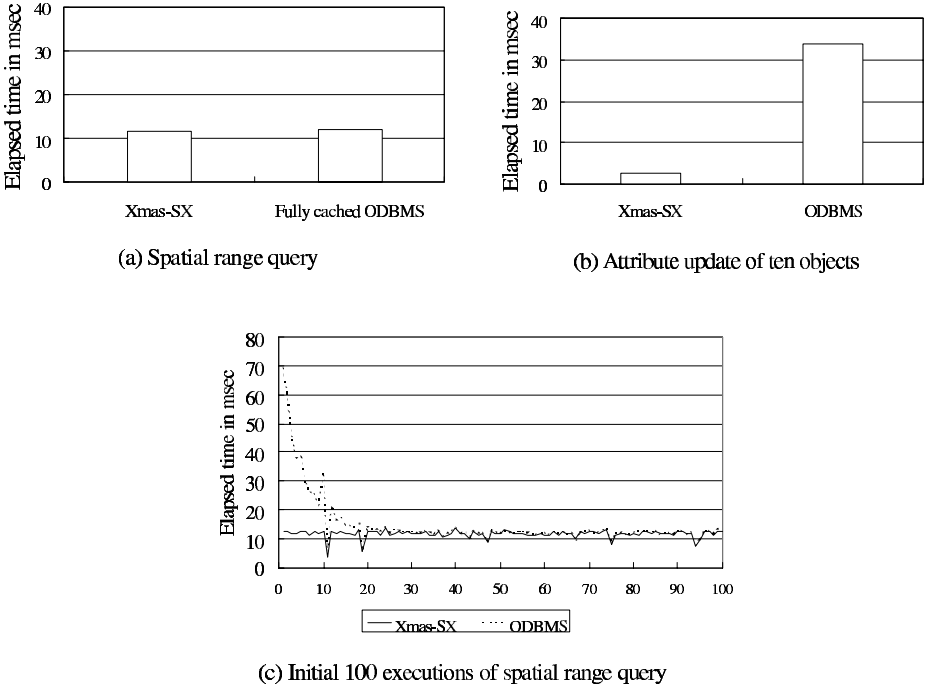 Elapsed time in msec
40
30
20
10
0
Xmas-SX
Fully cached ODBMS
(a) Spatial range query
Elapsed time in msec
40
30
20
10
0
Xmas-SX
ODBMS
(b) Attribute update of ten objects
Elapsed time in msec
80
70
60
50
40
30
20
10
0
0 10 20 30 40 50 60 70 80 90 100
Xmas-SX ODBMS
(c) Initial 100 executions of spatial range query